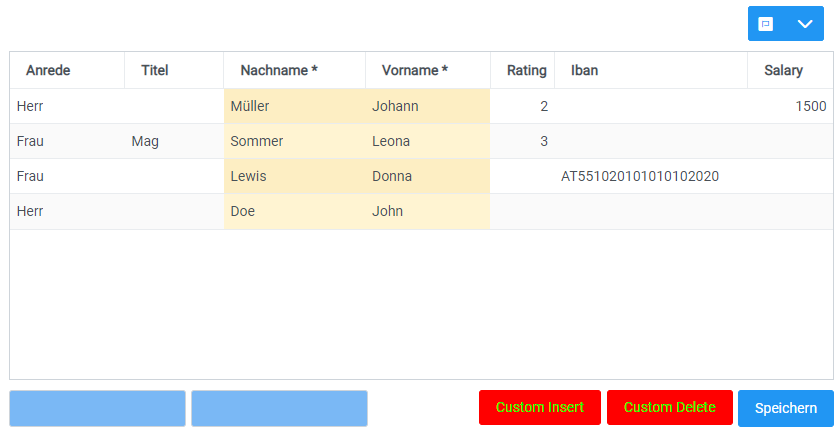 Anrede Titel Nachname * Vorname * Rating Iban Salary
Herr Müller Johann 2 1500
Frau Mag Sommer Leona 3
Frau Lewis Donna AT551020101010102020
Herr Doe John
Custom Insert Custom Delete Speichern